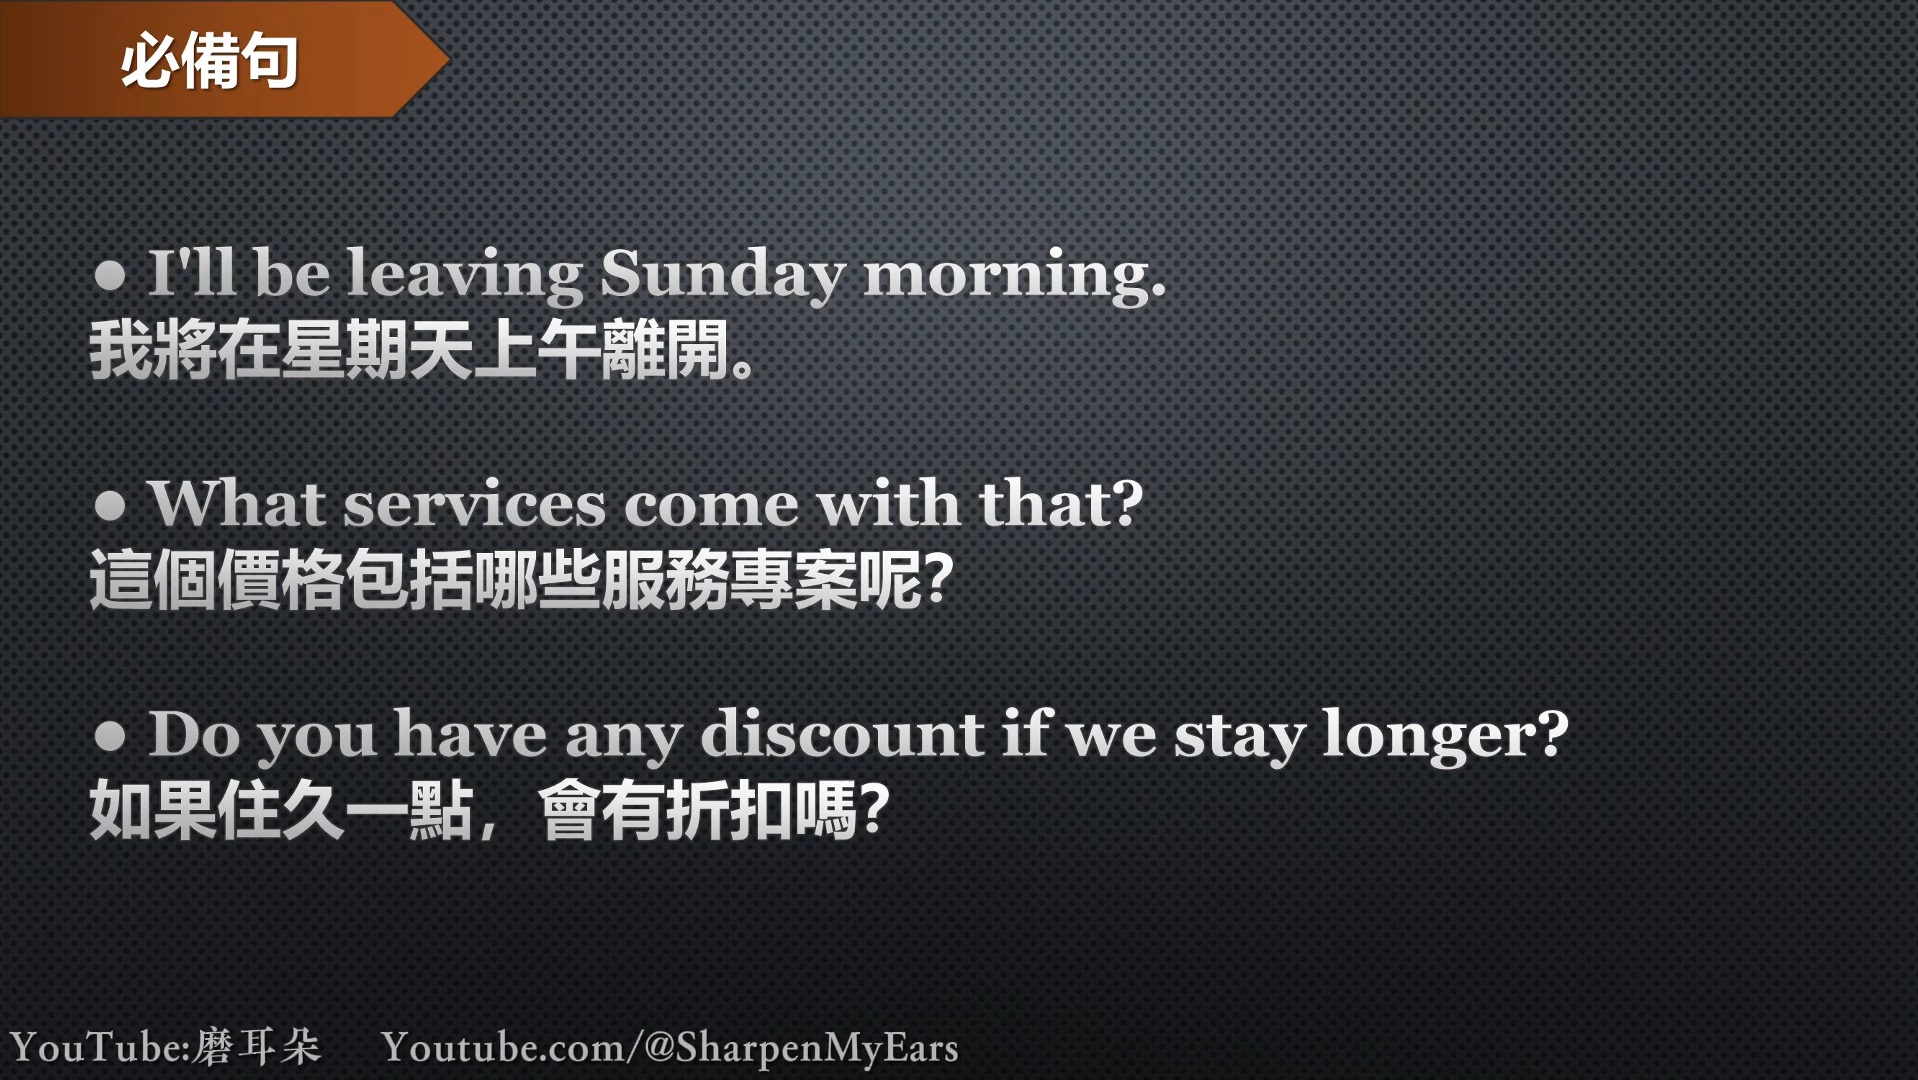 必備句
● I'll be leaving Sunday morning.
我將在星期天上午離開。
● What services come with that?
這個價格包括哪些服務專案呢?
● Do you have any discount if we stay longer?
如果住久一點，會有折扣嗎?
YouTube:磨耳朵 Youtube.com/@SharpenMyEars